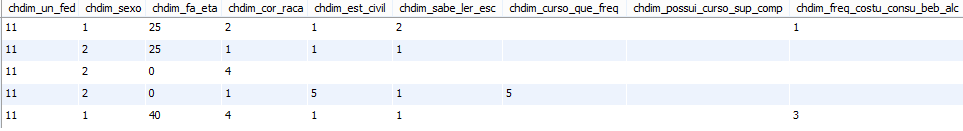 chdim_un_fed chdim_sexo chdim_fa_eta chdim_cor_raca chdim_est_civil chdim_sabe_ler_esc chdim_curso_que_freq chdim_possui_curso_sup_comp chdim_freq_costu_consu_beb_alc
11 1 25 2 1 2 1
11 2 25 1 1 1
11 2 0 4
11 2 0 1 5 1 5
11 1 40 4 1 1 3